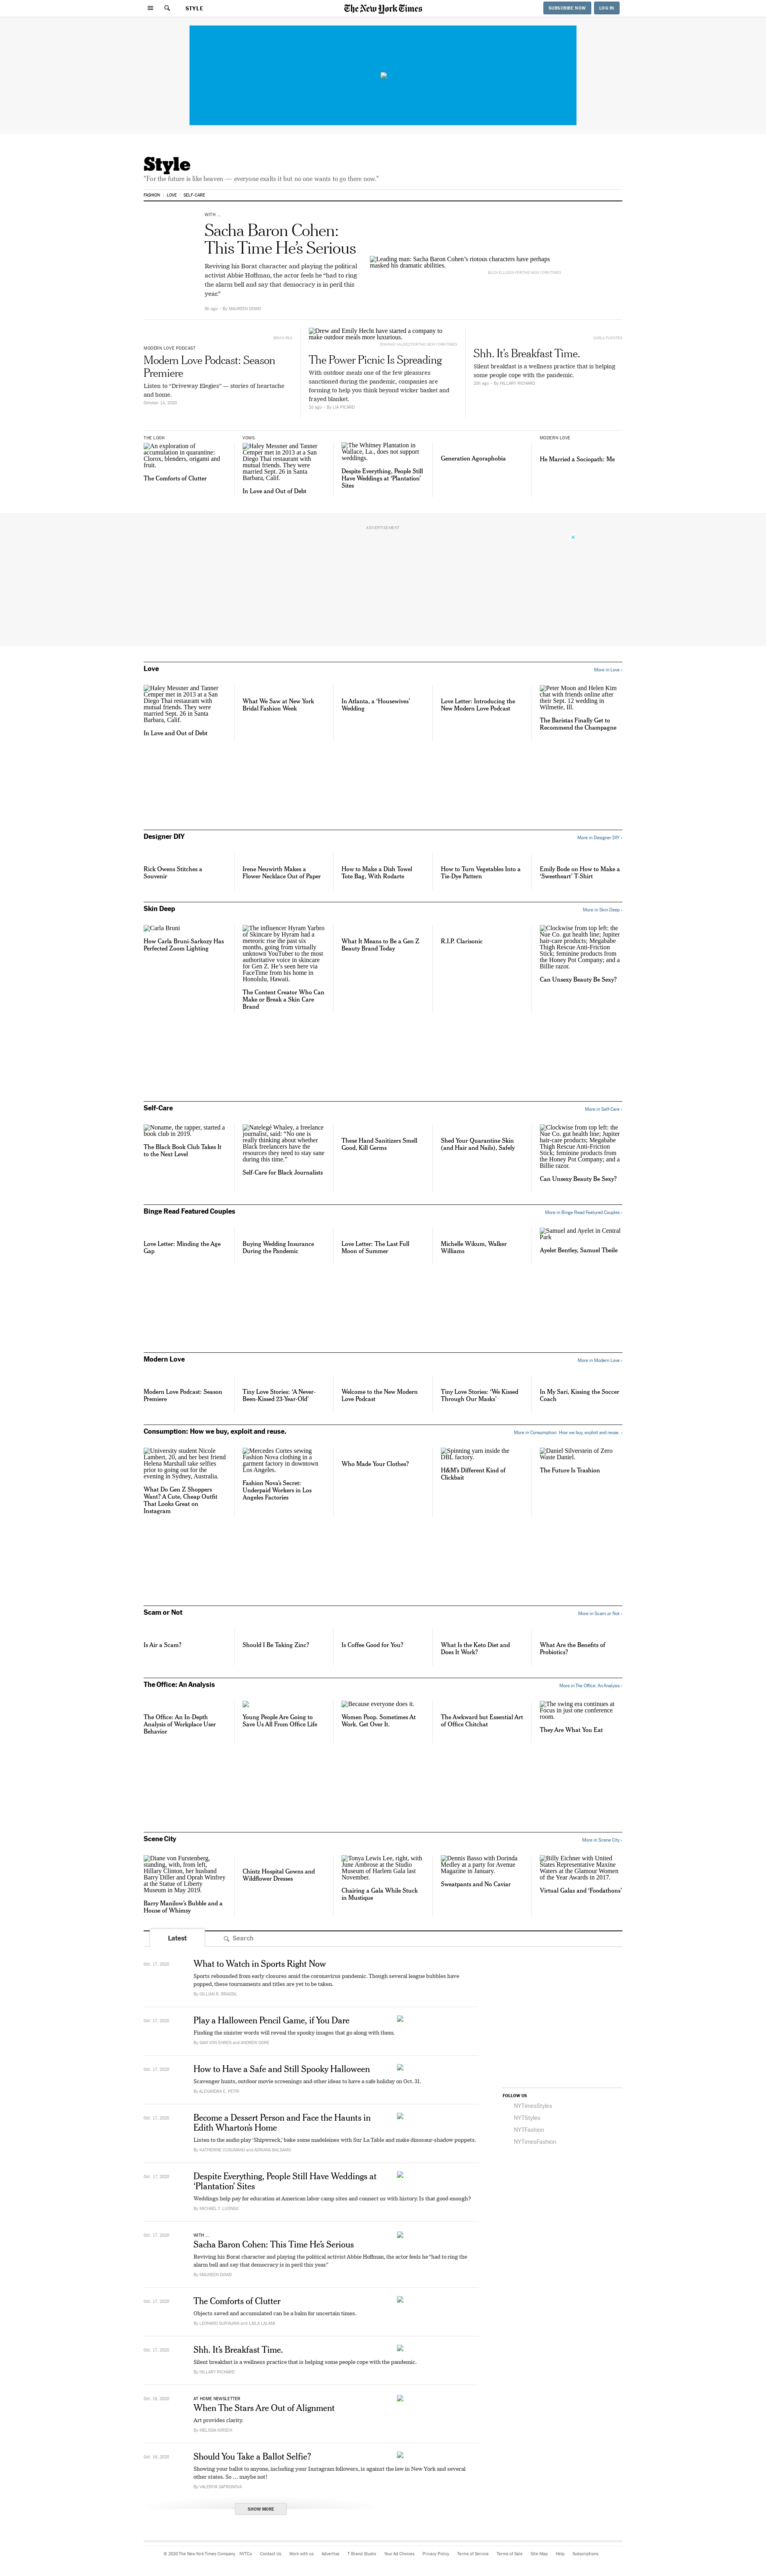 STYLE
The New York Times
SUBSCRIBE NOW
LOG IN
Style
"For the future is like heaven — everyone exalts it but no one wants to go there now."
FASHION
LOVE
SELF-CARE
WITH ...
Sacha Baron Cohen:
This Time He's Serious
Reviving his Borat character and playing the political
activist Abbie Hoffman, the actor feels he "had to ring
the alarm bell and say that democracy is in peril this
year."
By MAUREEN DOWD
Leading man: Sacha Baron Cohen's riotous characters have perhaps
masked his dramatic abilities.
BRIAN REA
MODERN LOVE PODCAST
Modern Love Podcast: Season
Premiere
Listen to "Driveway Elegies" — stories of heartache
and home.
October 14, 2020
Drew and Emily Hecht have started a company to
make outdoor meals more luxurious.
The Power Picnic Is Spreading
With outdoor meals one of the few pleasures
sanctioned during the pandemic, companies are
forming to help you think beyond wicker basket and
frayed blanket.
2d ago - By LIA PICARD
CARLA FUENTES
Shh. It's Breakfast Time.
Silent breakfast is a wellness practice that is helping
some people cope with the pandemic.
20h ago - By HILLARY RICHARD
THE LOOK
An exploration of
accumulation in quarantine:
Clorox, blenders, origami and
fruit.
The Comforts of Clutter
VOWS
Haley Messner and Tanner
Cemper met in 2013 at a San
Diego Thai restaurant with
mutual friends. They were
married Sept. 26 in Santa
Barbara, Calif.
In Love and Out of Debt
The Whitney Plantation in
Wallace, La., does not support
weddings.
Despite Everything, People Still
Have Weddings at 'Plantation'
Sites
Generation Agoraphobia
MODERN LOVE
He Married a Sociopath: Me
ADVERTISEMENT
Love
More in Love ›
Haley Messner and Tanner
Cemper met in 2013 at a San
Diego Thai restaurant with
mutual friends. They were
married Sept. 26 in Santa
Barbara, Calif.
In Love and Out of Debt
What We Saw at New York
Bridal Fashion Week
In Atlanta, a 'Housewives'
Wedding
Love Letter: Introducing the
New Modern Love Podcast
Peter Moon and Helen Kim
chat with friends online after
their Sept. 12 wedding in
Wilmette, Ill.
The Baristas Finally Get to
Recommend the Champagne
Designer DIY
More in Designer DIY ›
Rick Owens Stitches a
Souvenir
Irene Neuwirth Makes a
Flower Necklace Out of Paper
How to Make a Dish Towel
Tote Bag, With Rodarte
How to Turn Vegetables Into a
Tie-Dye Pattern
Emily Bode on How to Make a
'Sweetheart' T-Shirt
Skin Deep
More in Skin Deep ›
Carla Bruni
How Carla Bruni-Sarkozy Has
Perfected Zoom Lighting
The influencer Hyram Yarbro
of Skincare by Hyram had a
meteoric rise the past six
months, going from virtually
unknown YouTuber to the most
authoritative voice in skincare
for Gen Z. He's seen here via
FaceTime from his home in
Honolulu, Hawaii.
The Content Creator Who Can
Make or Break a Skin Care
Brand
What It Means to Be a Gen Z
Beauty Brand Today
R.I.P. Clarisonic
Clockwise from top left: the
Nue Co. gut health line; Jupiter
hair-care products; Megababe
Thigh Rescue Anti-Friction
Stick; feminine products from
the Honey Pot Company; and a
Billie razor.
Can Unsexy Beauty Be Sexy?
Self-Care
More in Self-Care ›
Noname, the rapper, started a
book club in 2019.
The Black Book Club Takes It
to the Next Level
Natelegé Whaley, a freelance
journalist, said: "No one is
really thinking about whether
Black freelancers have the
resources they need to stay sane
during this time."
Self-Care for Black Journalists
These Hand Sanitizers Smell
Good, Kill Germs
Shed Your Quarantine Skin
(and Hair and Nails), Safely
Clockwise from top left: the
Nue Co. gut health line; Jupiter
hair-care products; Megababe
Thigh Rescue Anti-Friction
Stick; feminine products from
the Honey Pot Company; and a
Billie razor.
Can Unsexy Beauty Be Sexy?
Binge Read Featured Couples
More in Binge Read Featured Couples ›
Love Letter: Minding the Age
Gap
Buying Wedding Insurance
During the Pandemic
Love Letter: The Last Full
Moon of Summer
Michelle Wikum, Walker
Williams
Samuel and Ayelet in Central
Park
Ayelet Bentley, Samuel Tbeile
Modern Love
More in Modern Love ›
Modern Love Podcast: Season
Premiere
Tiny Love Stories: 'A Never-
Been-Kissed 23-Year-Old'
Welcome to the New Modern
Love Podcast
Tiny Love Stories: 'We Kissed
Through Our Masks'
In My Sari, Kissing the Soccer
Coach
Consumption: How we buy, exploit and reuse.
More in Consumption: How we buy, exploit and reuse. ›
University student Nicole
Lambert, 20, and her best friend
Helena Marshall take selfies
prior to going out for the
evening in Sydney, Australia.
What Do Gen Z Shoppers
Want? A Cute, Cheap Outfit
That Looks Great on
Instagram
Mercedes Cortes sewing
Fashion Nova clothing in a
garment factory in downtown
Los Angeles.
Fashion Nova's Secret:
Underpaid Workers in Los
Angeles Factories
Who Made Your Clothes?
Spinning yarn inside the
DBL factory.
H&M's Different Kind of
Clickbait
Daniel Silverstein of Zero
Waste Daniel.
The Future Is Trashion
Scam or Not
More in Scam or Not ›
Is Air a Scam?
Should I Be Taking Zinc?
Is Coffee Good for You?
What Is the Keto Diet and
Does It Work?
What Are the Benefits of
Probiotics?
The Office: An Analysis
More in The Office: An Analysis ›
The Office: An In-Depth
Analysis of Workplace User
Behavior
Young People Are Going to
Save Us All From Office Life
Because everyone does it.
Women Poop. Sometimes At
Work. Get Over It.
The Awkward but Essential Art
of Office Chitchat
The swing era continues at
Focus in just one conference
room.
They Are What You Eat
Scene City
More in Scene City ›
Diane von Furstenberg,
standing, with, from left,
Hillary Clinton, her husband
Barry Diller and Oprah Winfrey
at the Statue of Liberty
Museum in May 2019.
Barry Manilow's Bubble and a
House of Whimsy
Chintz Hospital Gowns and
Wildflower Dresses
Tonya Lewis Lee, right, with
June Ambrose at the Studio
Museum of Harlem Gala last
November.
Chairing a Gala While Stuck
in Mustique
Dennis Basso with Dorinda
Medley at a party for Avenue
Magazine in January.
Sweatpants and No Caviar
Billy Eichner with United
States Representative Maxine
Waters at the Glamour Women
of the Year Awards in 2017.
Virtual Galas and 'Foodathons'
Latest
Search
Oct. 17, 2020
What to Watch in Sports Right Now
Sports rebounded from early closures amid the coronavirus pandemic. Though several league bubbles have
popped, these tournaments and titles are yet to be taken.
By GILLIAN R. BRASSIL
Oct. 17, 2020
Play a Halloween Pencil Game, if You Dare
Finding the sinister words will reveal the spooky images that go along with them.
By SAM VON EHREN and ANDREW SORE
Oct. 17, 2020
How to Have a Safe and Still Spooky Halloween
Scavenger hunts, outdoor movie screenings and other ideas to have a safe holiday on Oct. 31.
By ALEXANDRA E. PETRI
Oct. 17, 2020
Become a Dessert Person and Face the Haunts in
Edith Wharton's Home
Listen to the audio play 'Shipwreck,' bake some madeleines with Sur La Table and make dinosaur-shadow puppets.
By KATHERINE CUSUMANO and ADRIANA BALSAMO
Oct. 17, 2020
Despite Everything, People Still Have Weddings at
'Plantation' Sites
Weddings help pay for education at American labor camp sites and connect us with history. Is that good enough?
By MICHAEL T. LUONGO
Oct. 17, 2020
WITH ...
Sacha Baron Cohen: This Time He's Serious
Reviving his Borat character and playing the political activist Abbie Hoffman, the actor feels he "had to ring the
alarm bell and say that democracy is in peril this year."
By MAUREEN DOWD
Oct. 17, 2020
The Comforts of Clutter
Objects saved and accumulated can be a balm for uncertain times.
Oct. 17, 2020
Shh. It's Breakfast Time.
Silent breakfast is a wellness practice that is helping some people cope with the pandemic.
By HILLARY RICHARD
Oct. 16, 2020
AT HOME NEWSLETTER
When The Stars Are Out of Alignment
Art provides clarity.
By MELISSA KIRSCH
Oct. 16, 2020
Should You Take a Ballot Selfie?
Showing your ballot to anyone, including your Instagram followers, is against the law in New York and several
other states. So … maybe not!
By VALERIYA SAFRONOVA
SHOW MORE
FOLLOW US
NYTimesStyles
NYTStyles
NYTFashion
NYTimesFashion
© 2020 The New York Times Company
NYTCo
Contact Us
Work with us
Advertise
T Brand Studio
Your Ad Choices
Privacy Policy
Terms of Service
Terms of Sale
Site Map
Help
Subscriptions